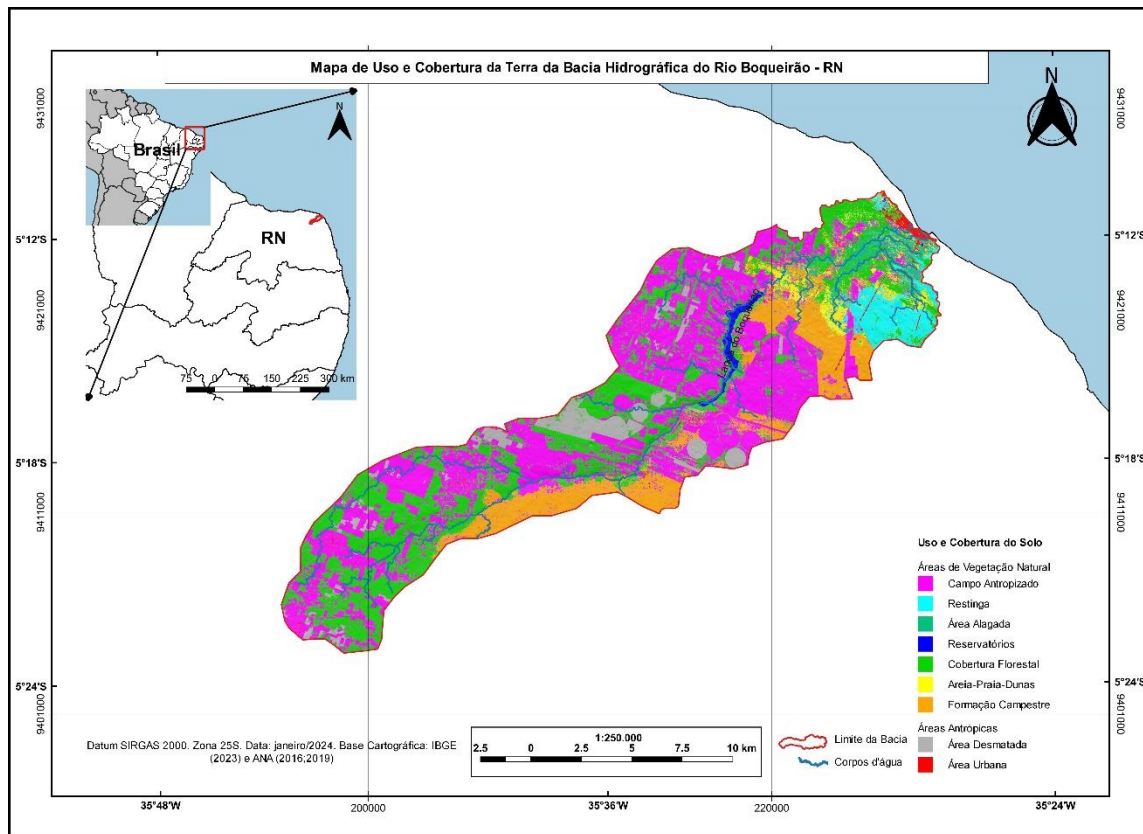 Mapa de Uso e Cobertura da Terra da Bacia Hidrográfica do Rio Boqueirão - RN
N
N
Brasil
RN
75 0 75 150 225 300 km
9431000
9431000
5°12'S
5°12'S
9421000
9421000
Lagoa do Boqueirão
5°18'S
5°18'S
9411000
9411000
5°24'S
5°24'S
9401000
9401000
Uso e Cobertura do Solo
Áreas de Vegetação Natural
Campo Antropizado
Restinga
Área Alagada
Reservatórios
Cobertura Florestal
Areia-Praia-Dunas
Formação Campestre
Áreas Antrópicas
Área Desmatada
Área Urbana
Limite da Bacia
Corpos d'água
Datum SIRGAS 2000. Zona 25S. Data: janeiro/2024. Base Cartográfica: IBGE
(2023) e ANA (2016;2019)
1:250.000
2.5 0 2.5 5 7.5 10 km
35°48'W
200000
35°36'W
220000
35°24'W